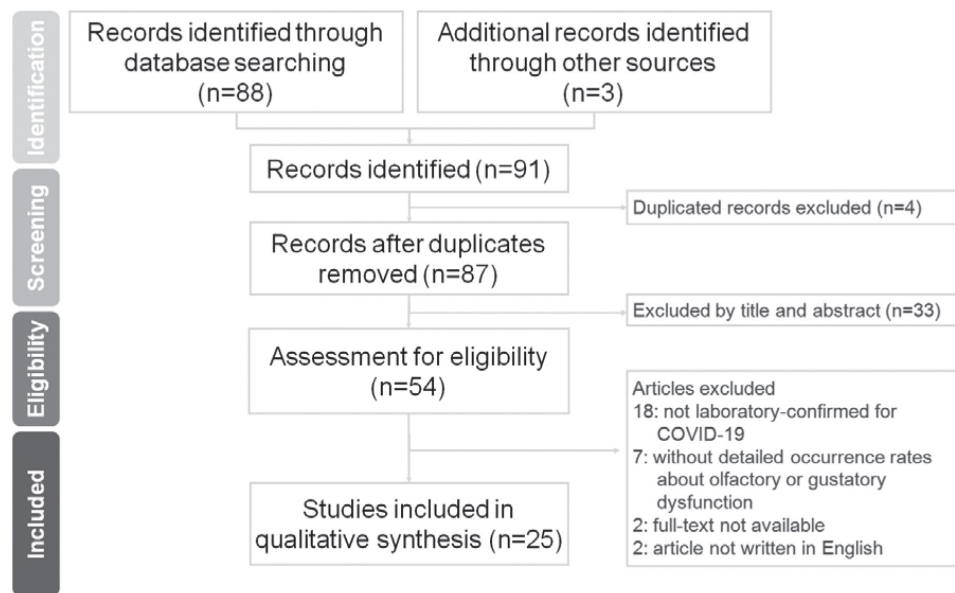 Identification
Records identified through
database searching
(n=88)
Additional records identified
through other sources
(n=3)
Records identified (n=91)
Screening
Duplicated records excluded (n=4)
Records after duplicates
removed (n=87)
Excluded by title and abstract (n=33)
Eligibility
Assessment for eligibility
(n=54)
Articles excluded
18: not laboratory-confirmed for
COVID-19
7: without detailed occurrence rates
about olfactory or gustatory
dysfunction
2: full-text not available
2: article not written in English
Included
Studies included in
qualitative synthesis (n=25)